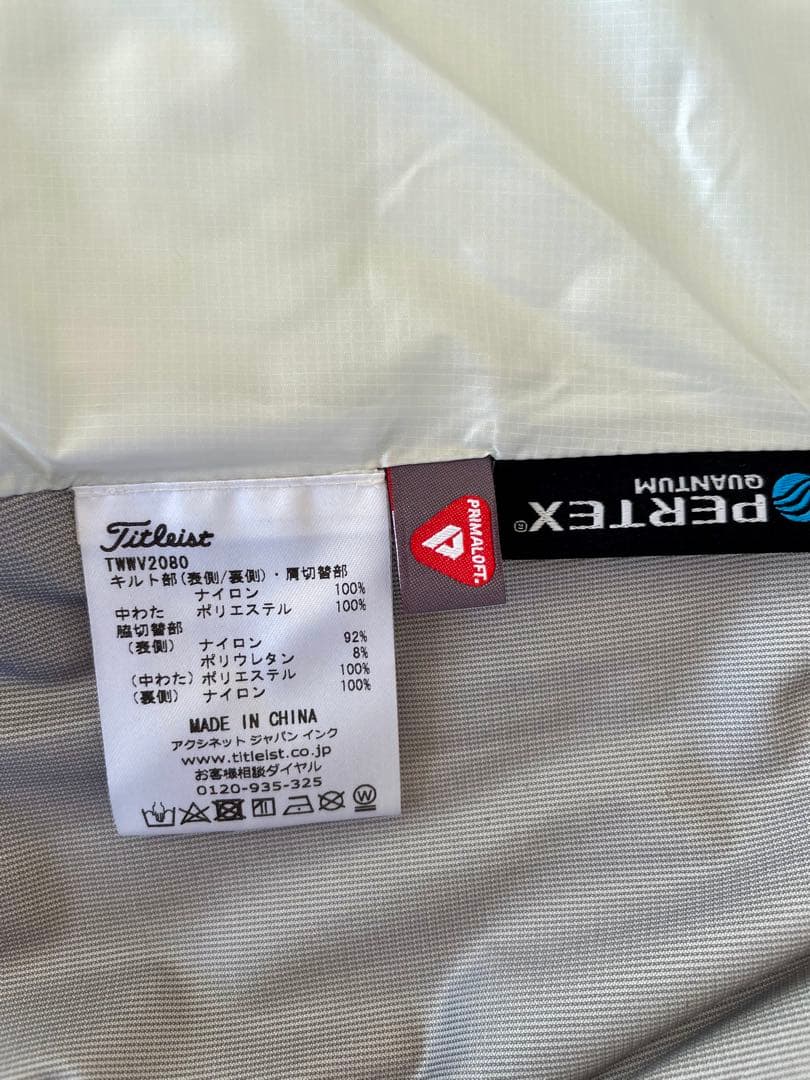 Titleist
TWWV2080
キルト部(表側/裏側)・肩切替部
ナイロン 100%
中わた ポリエステル 100%
脇切替部
(表側) ナイロン 92%
ポリウレタン 8%
(中わた) ポリエステル 100%
(裏側) ナイロン 100%
MADE IN CHINA
アクシネット ジャパン インク
www.titleist.co.jp
お客様相談ダイヤル
0120-935-325
W
PRIMALOFT.
PERTEX®
QUANTUM